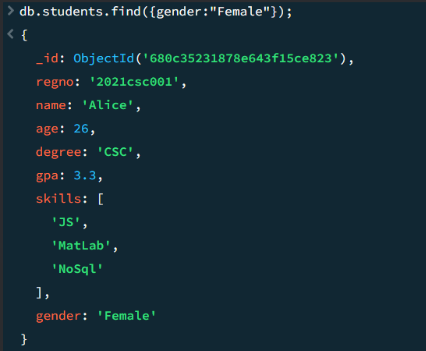 > db.students.find({gender:"Female"});
< {
_id: ObjectId('680c35231878e643f15ce823'),
regno: '2021csc001',
name: 'Alice',
age: 26,
degree: 'CSC',
gpa: 3.3,
skills: [
'JS',
'MatLab',
'NoSql'
],
gender: 'Female'
}